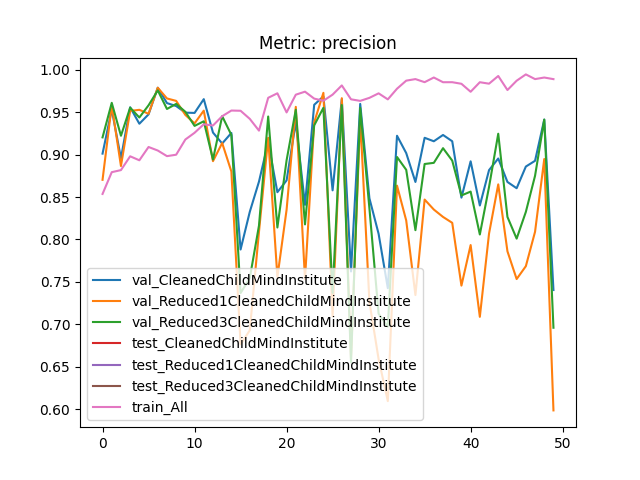 Metric: precision
1.00
0.95
0.90
0.85
0.80
0.75
0.70
0.65
0.60
val_CleanedChildMindInstitute
val_Reduced1CleanedChildMindInstitute
val_Reduced3CleanedChildMindInstitute
test_CleanedChildMindInstitute
test_Reduced1CleanedChildMindInstitute
test_Reduced3CleanedChildMindInstitute
train_All
0 10 20 30 40 50